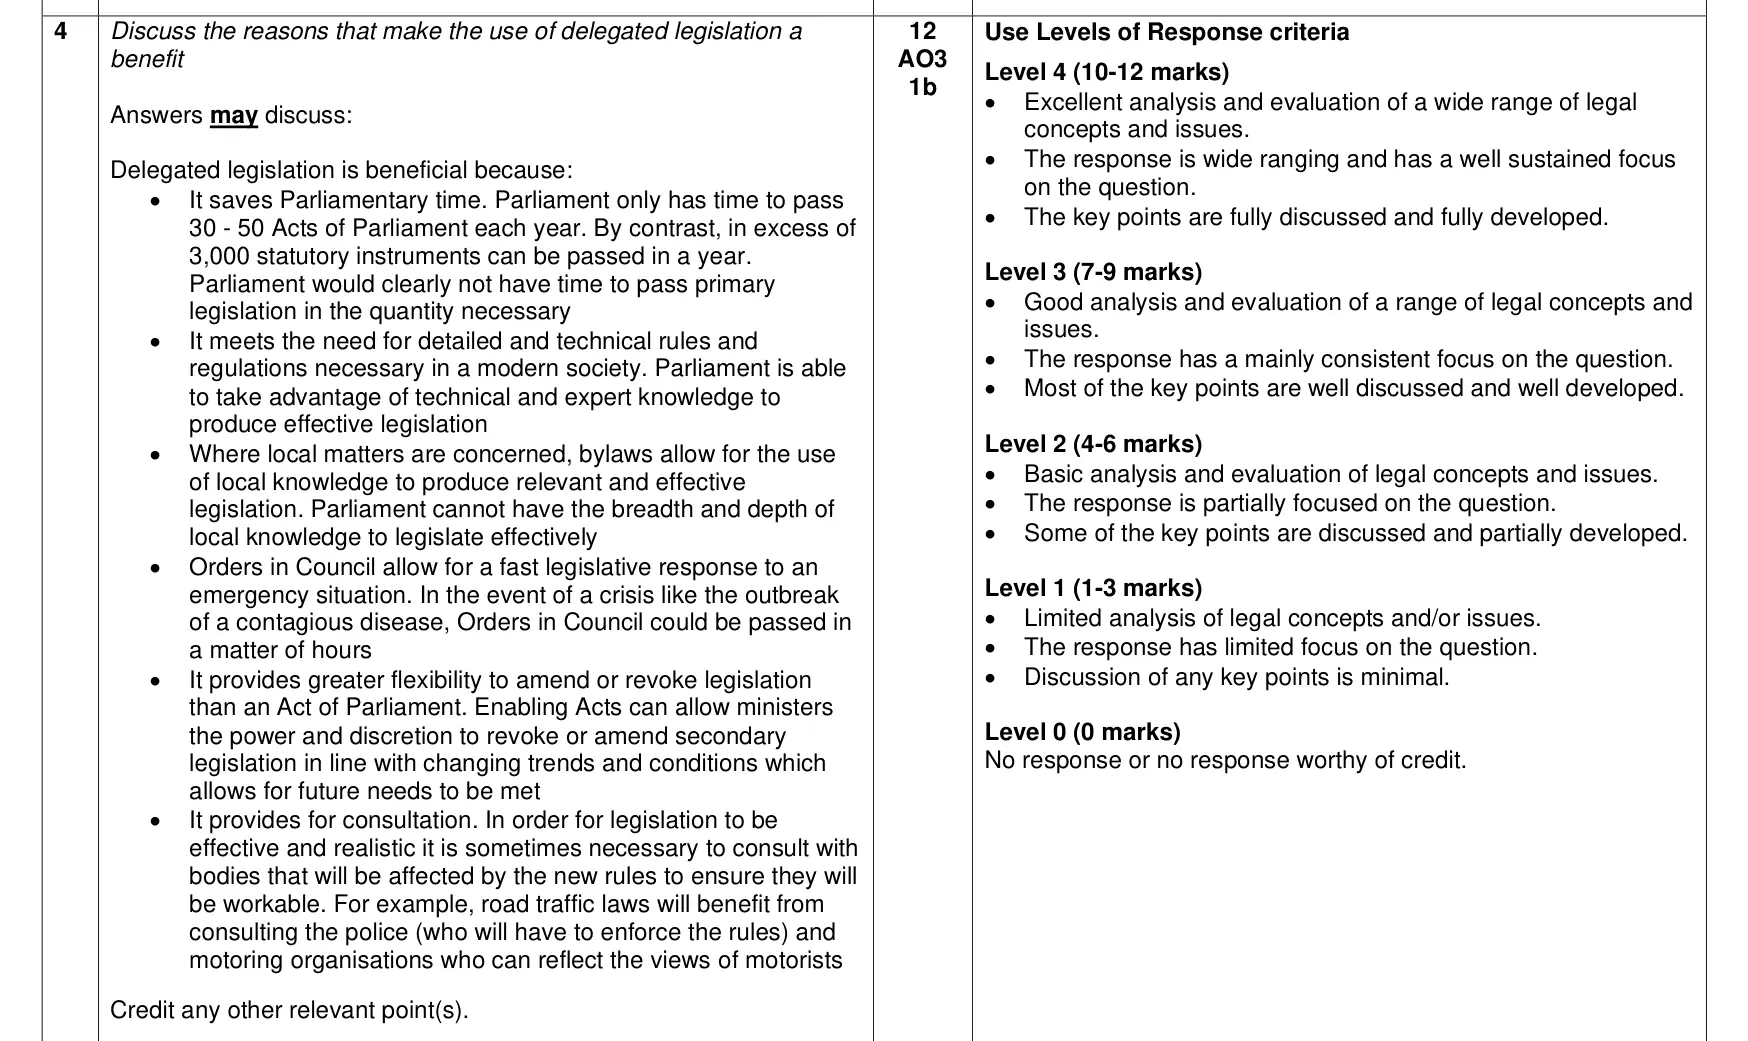 4
Discuss the reasons that make the use of delegated legislation a
benefit
Answers may discuss:
Delegated legislation is beneficial because:
• It saves Parliamentary time. Parliament only has time to pass
30 - 50 Acts of Parliament each year. By contrast, in excess of
3,000 statutory instruments can be passed in a year.
Parliament would clearly not have time to pass primary
legislation in the quantity necessary
• It meets the need for detailed and technical rules and
regulations necessary in a modern society. Parliament is able
to take advantage of technical and expert knowledge to
produce effective legislation
• Where local matters are concerned, bylaws allow for the use
of local knowledge to produce relevant and effective
legislation. Parliament cannot have the breadth and depth of
local knowledge to legislate effectively
• Orders in Council allow for a fast legislative response to an
emergency situation. In the event of a crisis like the outbreak
of a contagious disease, Orders in Council could be passed in
a matter of hours
• It provides greater flexibility to amend or revoke legislation
than an Act of Parliament. Enabling Acts can allow ministers
the power and discretion to revoke or amend secondary
legislation in line with changing trends and conditions which
allows for future needs to be met
• It provides for consultation. In order for legislation to be
effective and realistic it is sometimes necessary to consult with
bodies that will be affected by the new rules to ensure they will
be workable. For example, road traffic laws will benefit from
consulting the police (who will have to enforce the rules) and
motoring organisations who can reflect the views of motorists
Credit any other relevant point(s).
12
AO3
1b
Use Levels of Response criteria
Level 4 (10-12 marks)
• Excellent analysis and evaluation of a wide range of legal
concepts and issues.
• The response is wide ranging and has a well sustained focus
on the question.
• The key points are fully discussed and fully developed.
Level 3 (7-9 marks)
• Good analysis and evaluation of a range of legal concepts and
issues.
• The response has a mainly consistent focus on the question.
• Most of the key points are well discussed and well developed.
Level 2 (4-6 marks)
• Basic analysis and evaluation of legal concepts and issues.
• The response is partially focused on the question.
• Some of the key points are discussed and partially developed.
Level 1 (1-3 marks)
• Limited analysis of legal concepts and/or issues.
• The response has limited focus on the question.
• Discussion of any key points is minimal.
Level 0 (0 marks)
No response or no response worthy of credit.